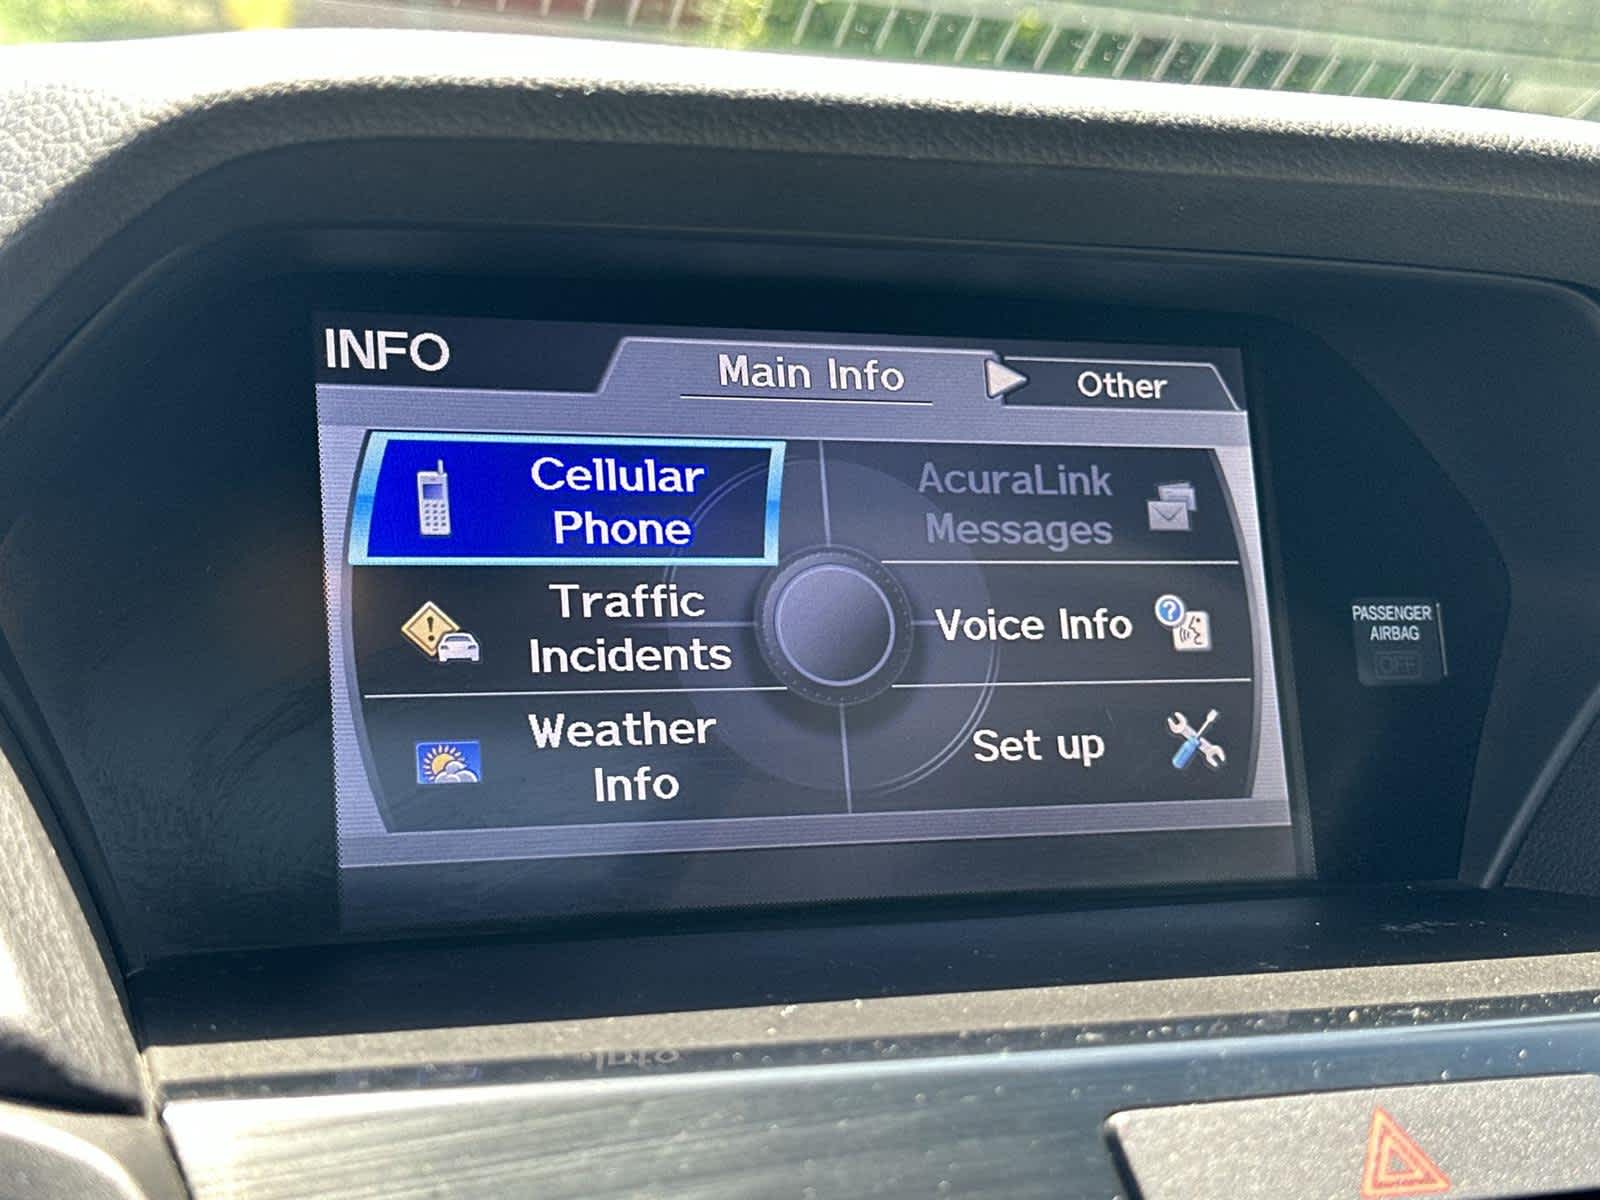 INFO
Main Info
Other
Cellular
Phone
AcuraLink
Messages
Traffic
Incidents
Voice Info
Weather
Info
Set up
PASSENGER
AIRBAG
OFF